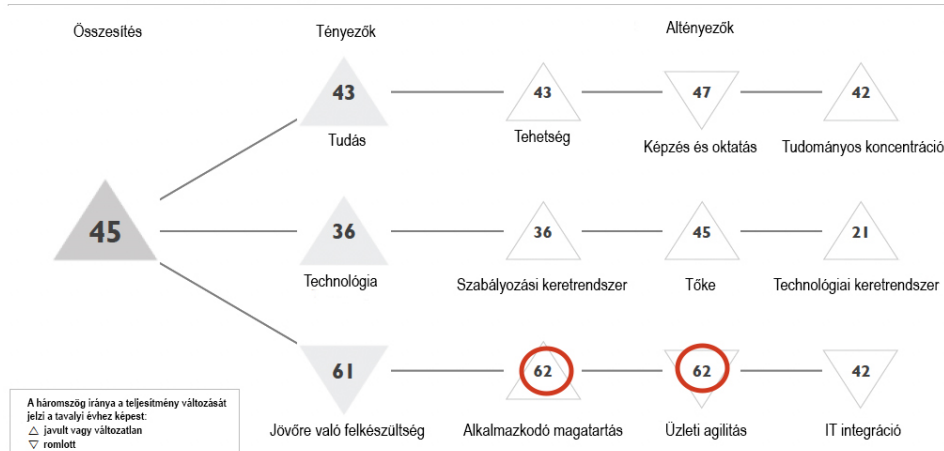 Összesítés
Tényezők
Altényezők
43
43
47
42
Tudás
Tehetség
Képzés és oktatás
Tudományos koncentráció
45
36
36
45
21
Technológia
Szabályozási keretrendszer
Tőke
Technológiai keretrendszer
61
62
62
42
Jövőre való felkészültség
Alkalmazkodó magatartás
Üzleti agilitás
IT integráció
A háromszög iránya a teljesítmény változását
jelzi a tavalyi évhez képest:
javult vagy változatlan
romlott